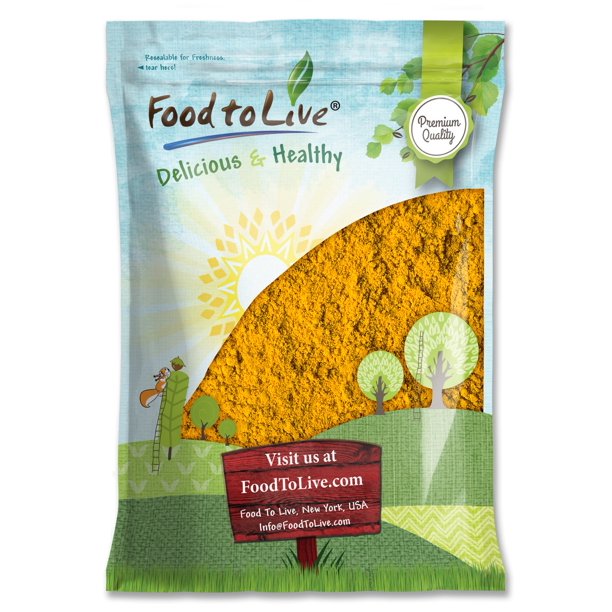 Resealable for Freshness.
tear here!
Food to Live®
Delicious & Healthy
Premium
Quality
Visit us at
FoodToLive.com
Food To Live, New York, USA
Info@FoodToLive.com